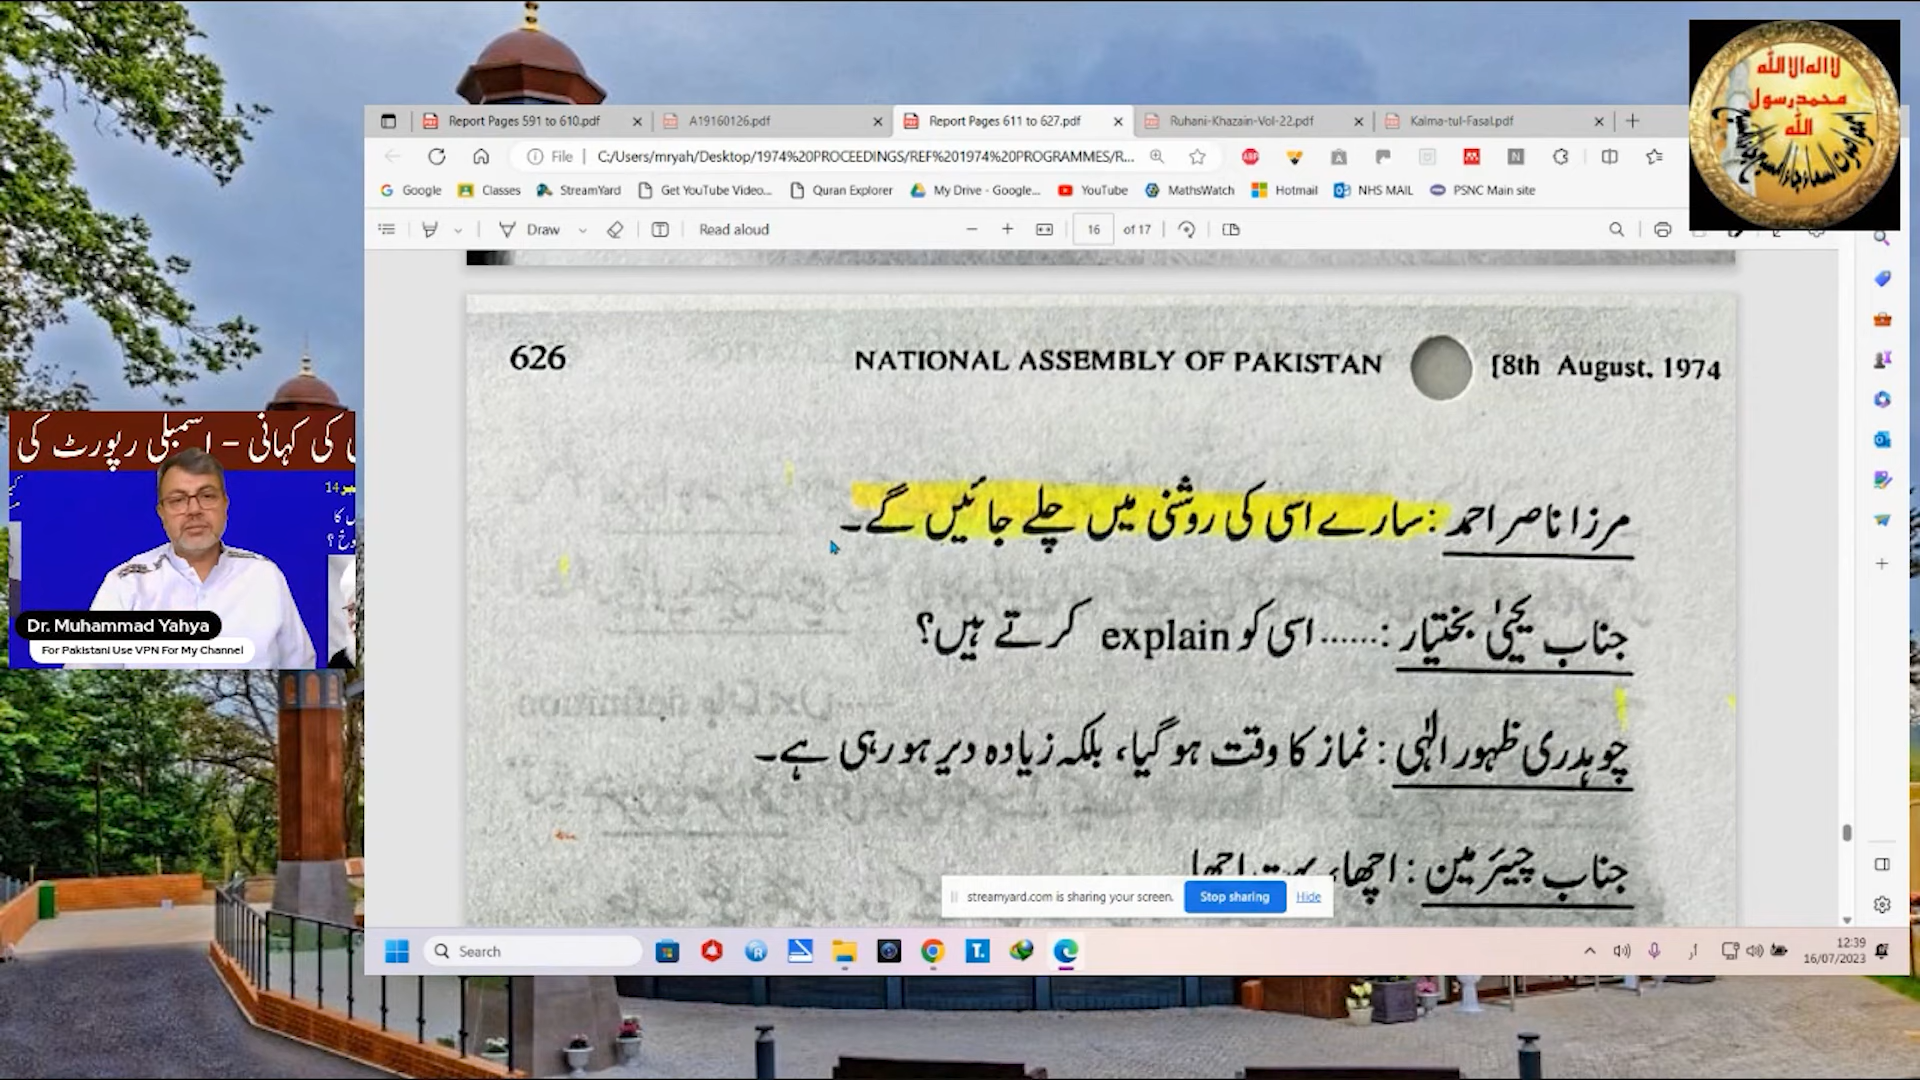 Report Pages 591 to 610.pdf
A19160126.pdf
Report Pages 611 to 627.pdf
Ruhani-Khazain-Vol-22.pdf
Kalma-tul-Fasal.pdf
File
C:/Users/mryah/Desktop/1974%20PROCEEDINGS/REF%201974%20PROGRAMMES/R...
Google
Classes
StreamYard
Get YouTube Video...
Quran Explorer
My Drive - Google...
YouTube
MathsWatch
Hotmail
NHS MAIL
PSNC Main site
Draw
Read aloud
16 of 17
لا اله الا الله
محمد رسول
الله
626 NATIONAL ASSEMBLY OF PAKISTAN [8th August, 1974
مرزا ناصر احمد : سارے اسی کی روشنی میں چلے جائیں گے۔
جناب یحییٰ بختیار : ...... اسی کو explain کرتے ہیں؟
چوہدری ظہور الٰہی : نماز کا وقت ہو گیا، بلکہ زیادہ دیر ہو رہی ہے۔
جناب چیئرمین : اچھا، بہت اچھا
کی کہانی – اسمبلی رپورٹ کی
14
کا
؟
Dr. Muhammad Yahya
For Pakistani Use VPN For My Channel
streamyard.com is sharing your screen.
Stop sharing
Hide
Search
12:39
16/07/2023